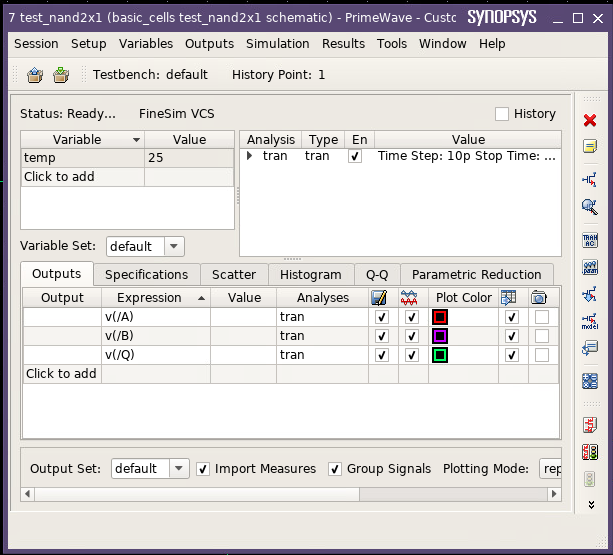 7 test_nand2x1 (basic_cells test_nand2x1 schematic) - PrimeWave - Custo SYNOPSYS
Session Setup Variables Outputs Simulation Results Tools Window Help
Testbench: default History Point: 1
Status: Ready... FineSim VCS History
Variable Value
temp 25
Click to add
Analysis Type En Value
tran tran Time Step: 10p Stop Time: ...
Variable Set: default
Outputs Specifications Scatter Histogram Q-Q Parametric Reduction
Output Expression Value Analyses Plot Color
v(/A) tran
v(/B) tran
v(/Q) tran
Click to add
Output Set: default Import Measures Group Signals Plotting Mode: rep
TRAN
AC:
model